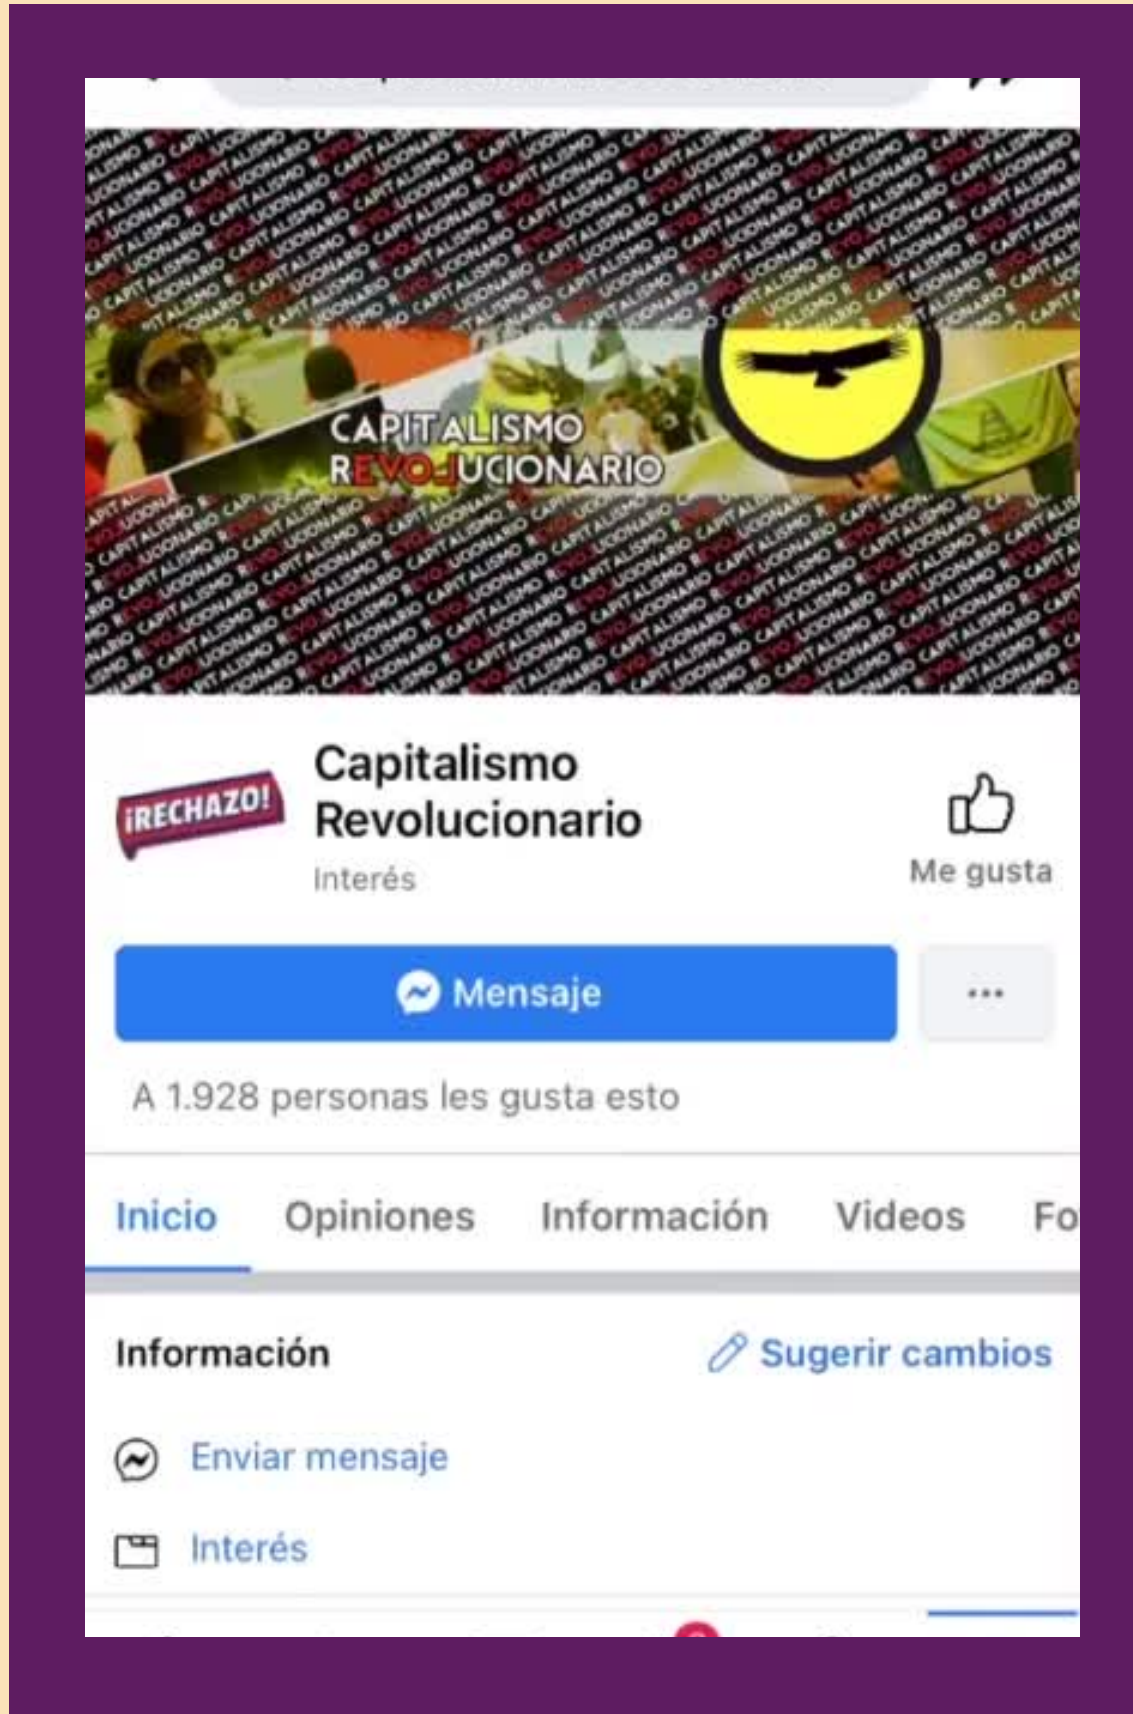 CAPITALISMO
REVOLUCIONARIO
¡RECHAZO!
Capitalismo
Revolucionario
Interés
Me gusta
Mensaje
...
A 1.928 personas les gusta esto
Inicio Opiniones Información Videos Fo
Información
Sugerir cambios
Enviar mensaje
Interés